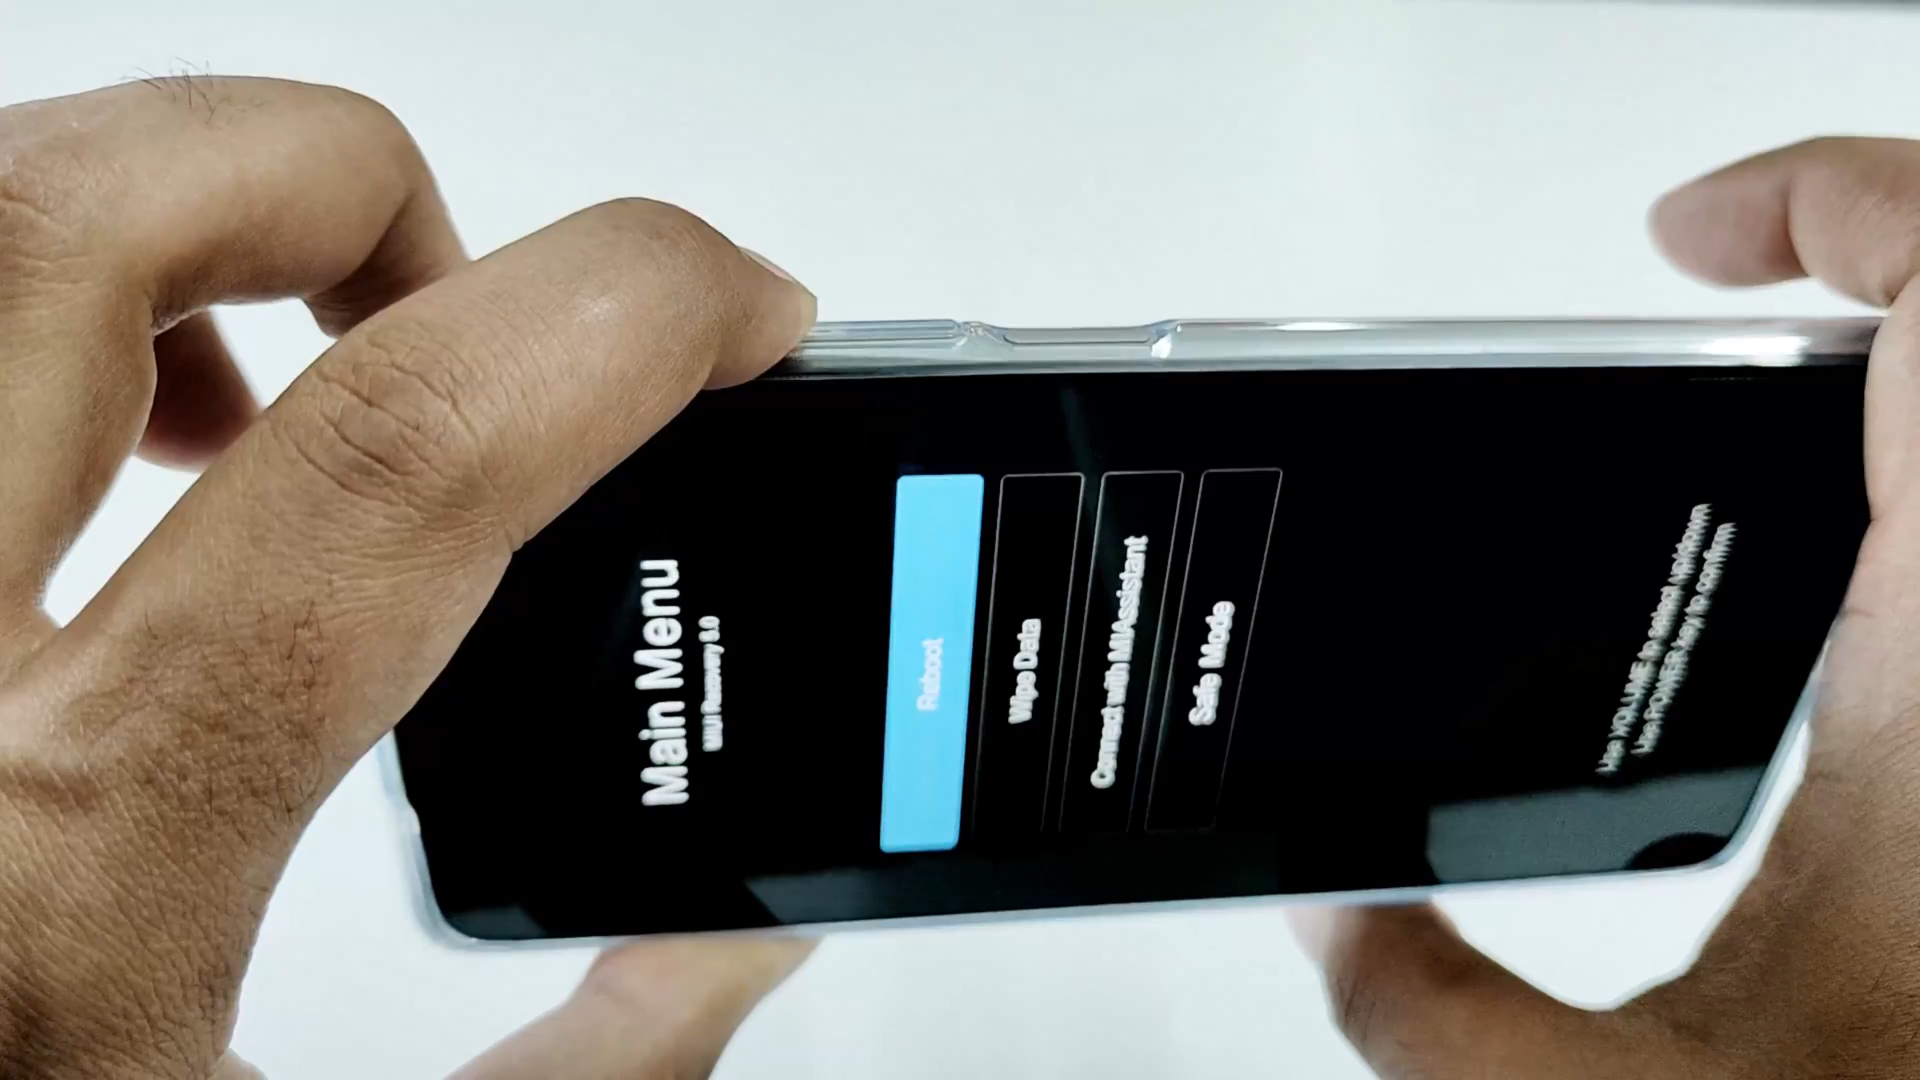 Main Menu
MIUI Recovery 5.0
Reboot
Wipe Data
Connect with MIAssistant
Safe Mode
Use VOLUME to select up/down
Use POWER-Key to confirm